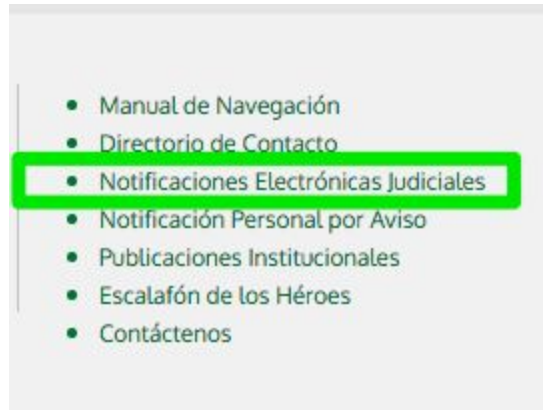 Manual de Navegación
Directorio de Contacto
Notificaciones Electrónicas Judiciales
Notificación Personal por Aviso
Publicaciones Institucionales
Escalafón de los Héroes
Contáctenos